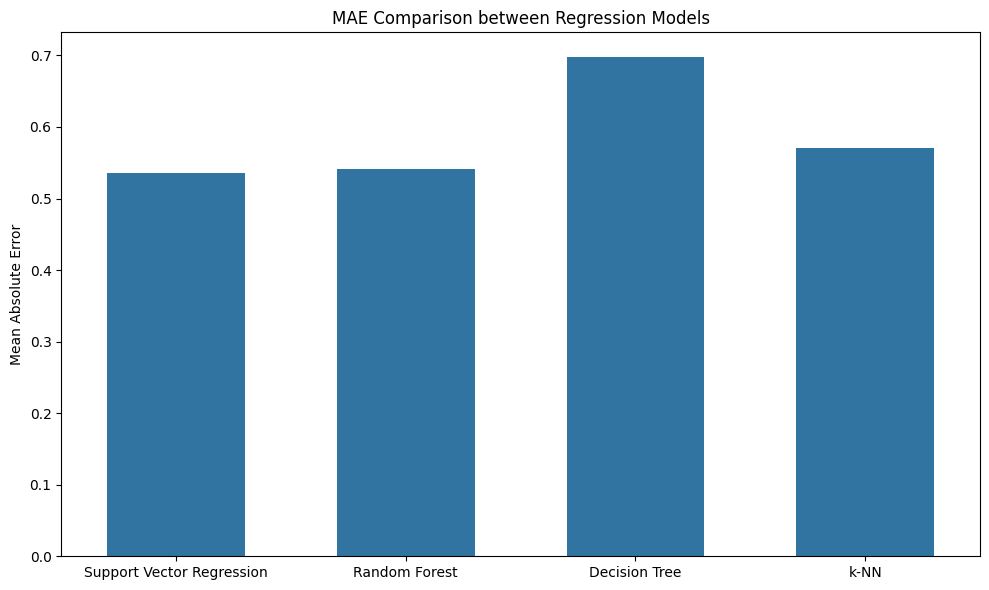 MAE Comparison between Regression Models
Mean Absolute Error
0.7
0.6
0.5
0.4
0.3
0.2
0.1
0.0
Support Vector Regression
Random Forest
Decision Tree
k-NN